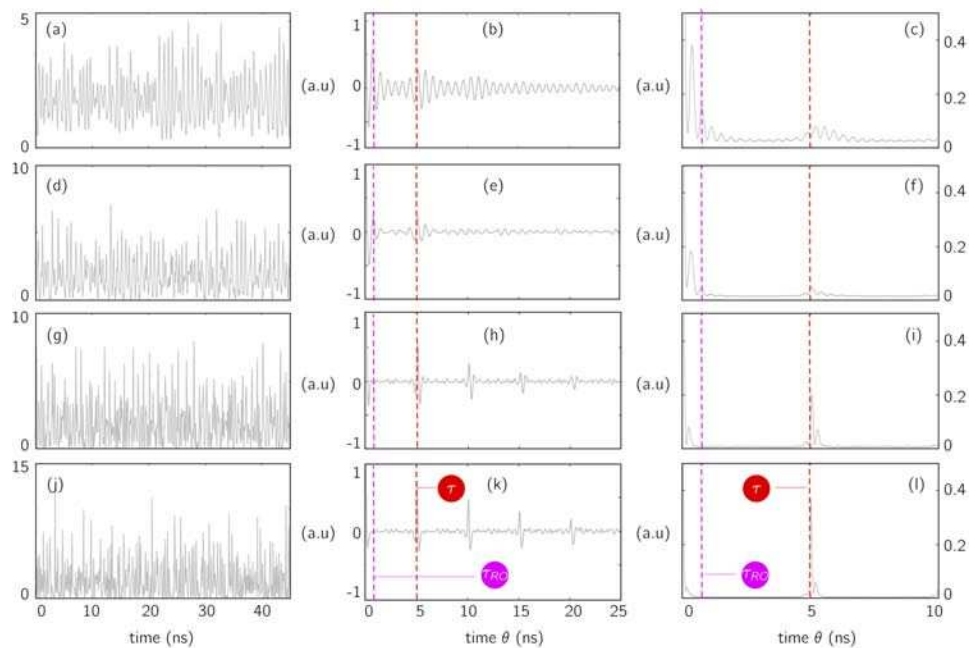 5 (a) 0
1 (b) 0 -1 (a.u)
(c) 0.4 0.2 0 (a.u)
10 (d) 0
1 (e) 0 -1 (a.u)
(f) 0.4 0.2 0 (a.u)
10 (g) 0
1 (h) 0 -1 (a.u)
(i) 0.4 0.2 0 (a.u)
15 (j) 0
1 τ (k) 0 τRO -1 (a.u)
τ (l) 0.4 0.2 τRO 0 (a.u)
0 10 20 30 40
0 5 10 15 20 25
0 5 10
time (ns)
time θ (ns)
time θ (ns)